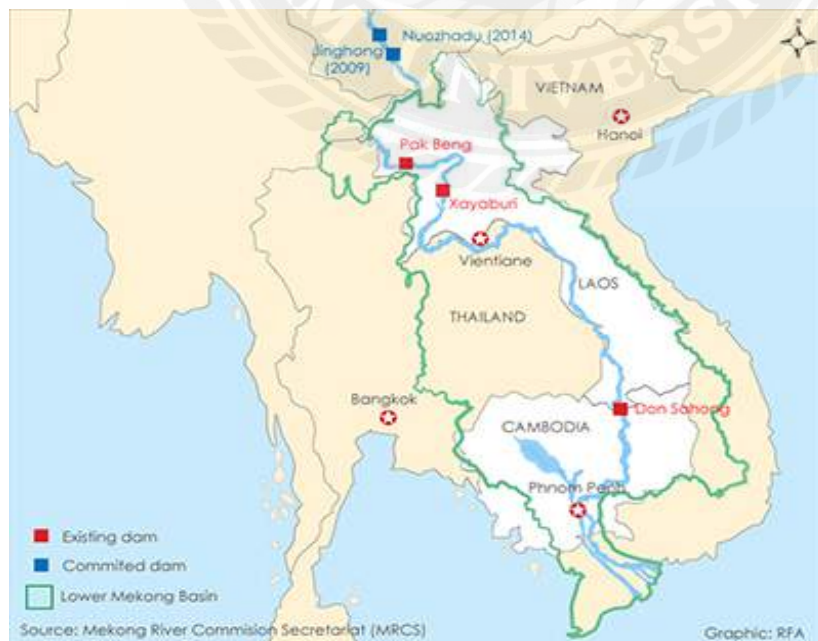 UNIVERSI
Nuozhadu (2014)
Jinghong
(2009)
VIETNAM
Hanoi
Pak Beng
Xayaburi
Vientiane
LAOS
THAILAND
Bangkok
Don Sahong
CAMBODIA
Phnom Penh
Existing dam
Commited dam
Lower Mekong Basin
Source: Mekong River Commision Secretariat (MRCS)
Graphic: RFA